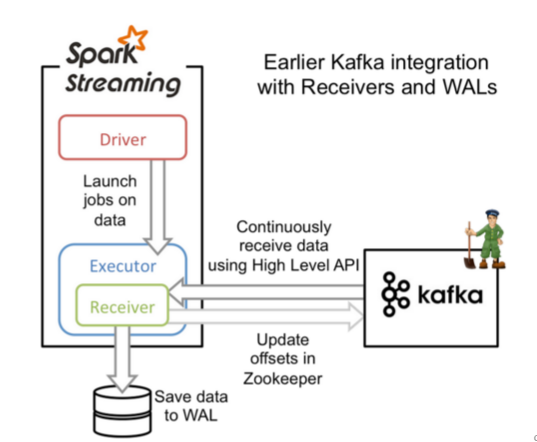 Spark
Streaming
Earlier Kafka integration
with Receivers and WALs
Driver
Launch
jobs on
data
Executor
Receiver
Continuously
receive data
using High Level API
kafka
Update
offsets in
Zookeeper
Save data
to WAL